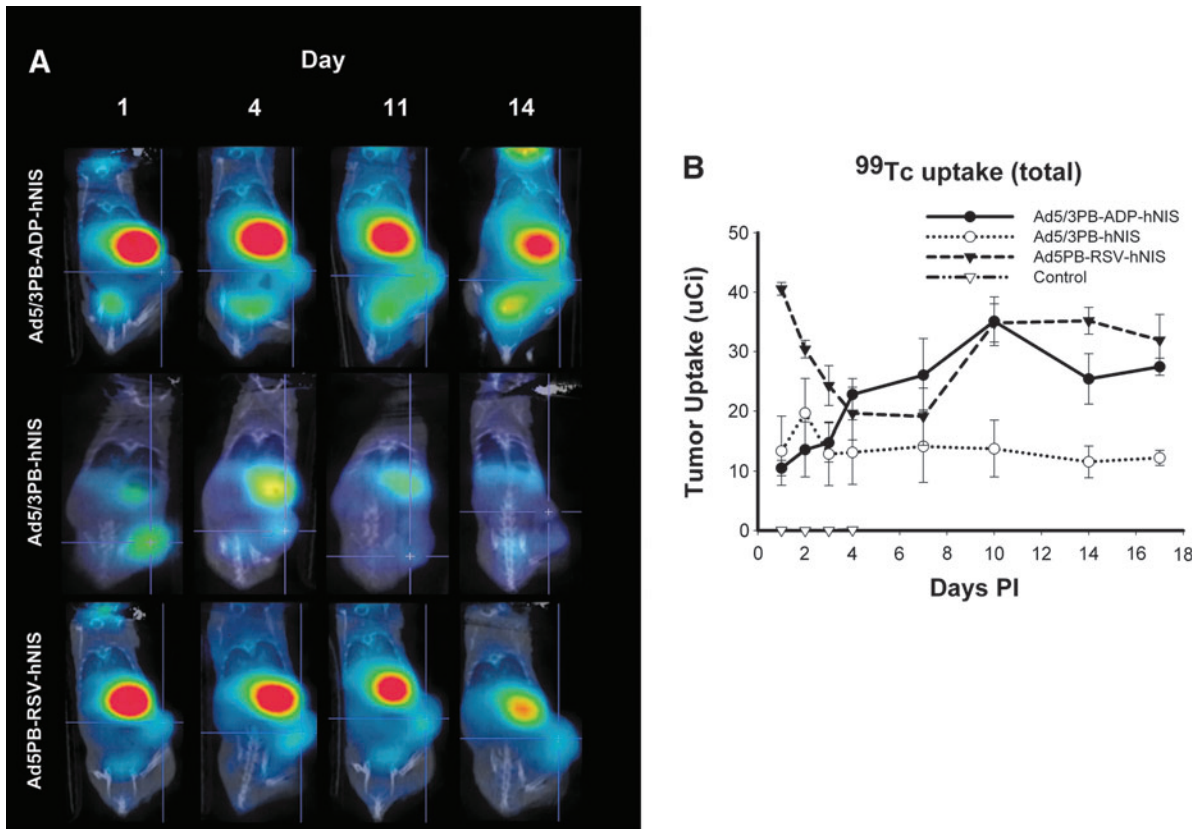 A
Day
1 4 11 14
Ad5/3PB-ADP-hNIS
Ad5/3PB-hNIS
Ad5PB-RSV-hNIS
B
99Tc uptake (total)
Ad5/3PB-ADP-hNIS
Ad5/3PB-hNIS
Ad5PB-RSV-hNIS
Control
Tumor Uptake (uCi)
50
40
30
20
10
0
0 2 4 6 8 10 12 14 16 18
Days PI